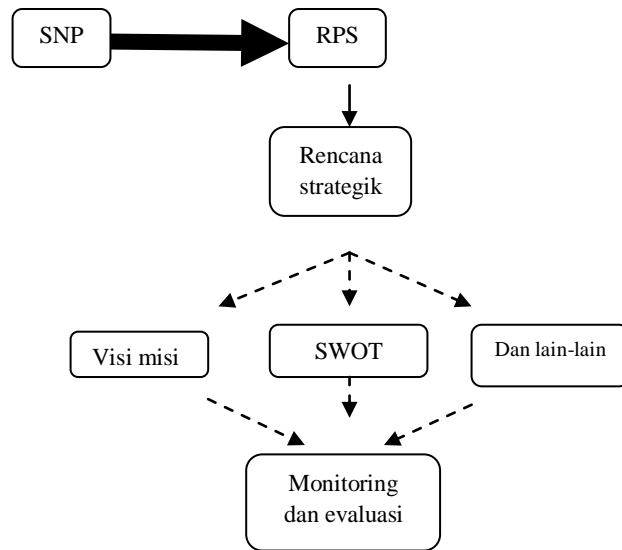 SNP
RPS
Rencana
strategik
Visi misi
SWOT
Dan lain-lain
Monitoring
dan evaluasi